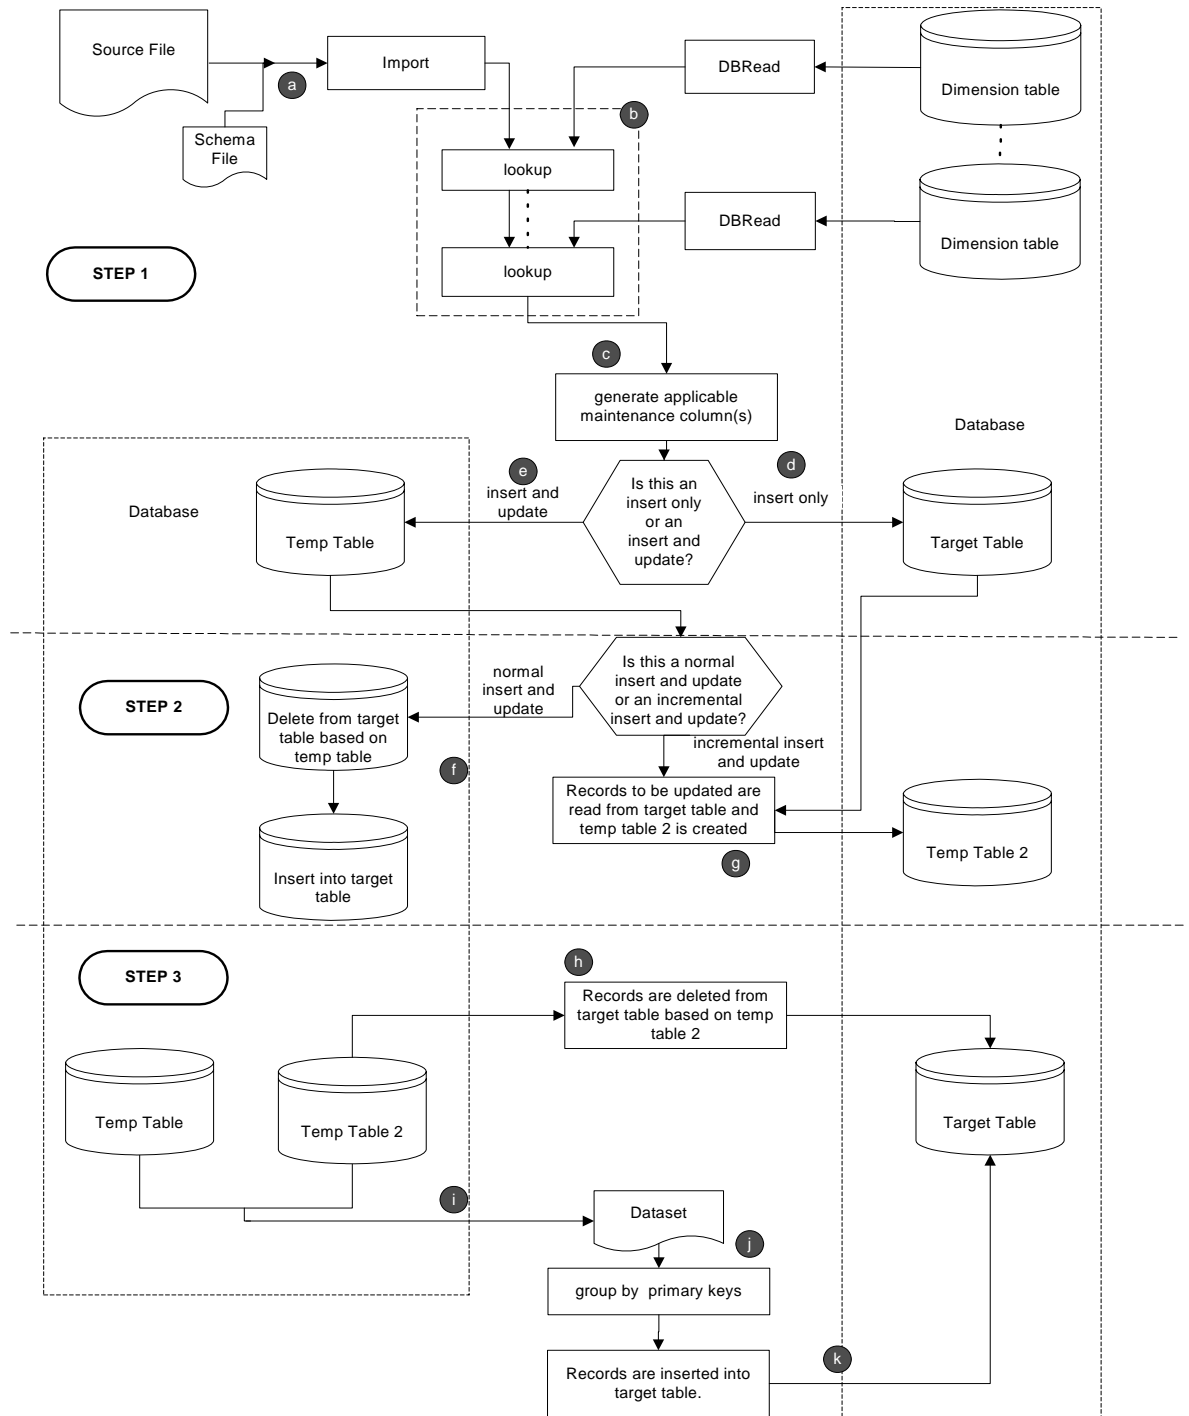 Source File
a
Import
DBRead
Dimension table
Schema
File
b
lookup
DBRead
Dimension table
lookup
STEP 1
c
generate applicable
maintenance column(s)
Database
d
insert only
e
insert and
update
Is this an
insert only
or an
insert and
update?
Database
Temp Table
Target Table
STEP 2
normal
insert and
update
Is this a normal
insert and update
or an incremental
insert and update?
Delete from target
table based on
temp table
f
incremental insert
and update
Records to be updated are
read from target table and
temp table 2 is created
g
Temp Table 2
Insert into target
table
STEP 3
h
Records are deleted from
target table based on temp
table 2
Temp Table
Temp Table 2
Target Table
i
Dataset
j
group by  primary keys
k
Records are inserted into
target table.